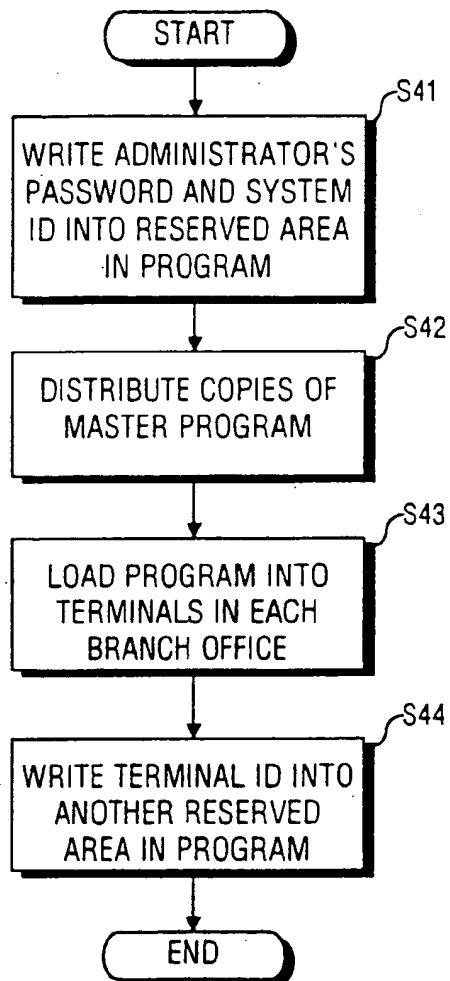 START
S41
WRITE ADMINISTRATOR'S
PASSWORD AND SYSTEM
ID INTO RESERVED AREA
IN PROGRAM
S42
DISTRIBUTE COPIES OF
MASTER PROGRAM
S43
LOAD PROGRAM INTO
TERMINALS IN EACH
BRANCH OFFICE
S44
WRITE TERMINAL ID INTO
ANOTHER RESERVED
AREA IN PROGRAM
END